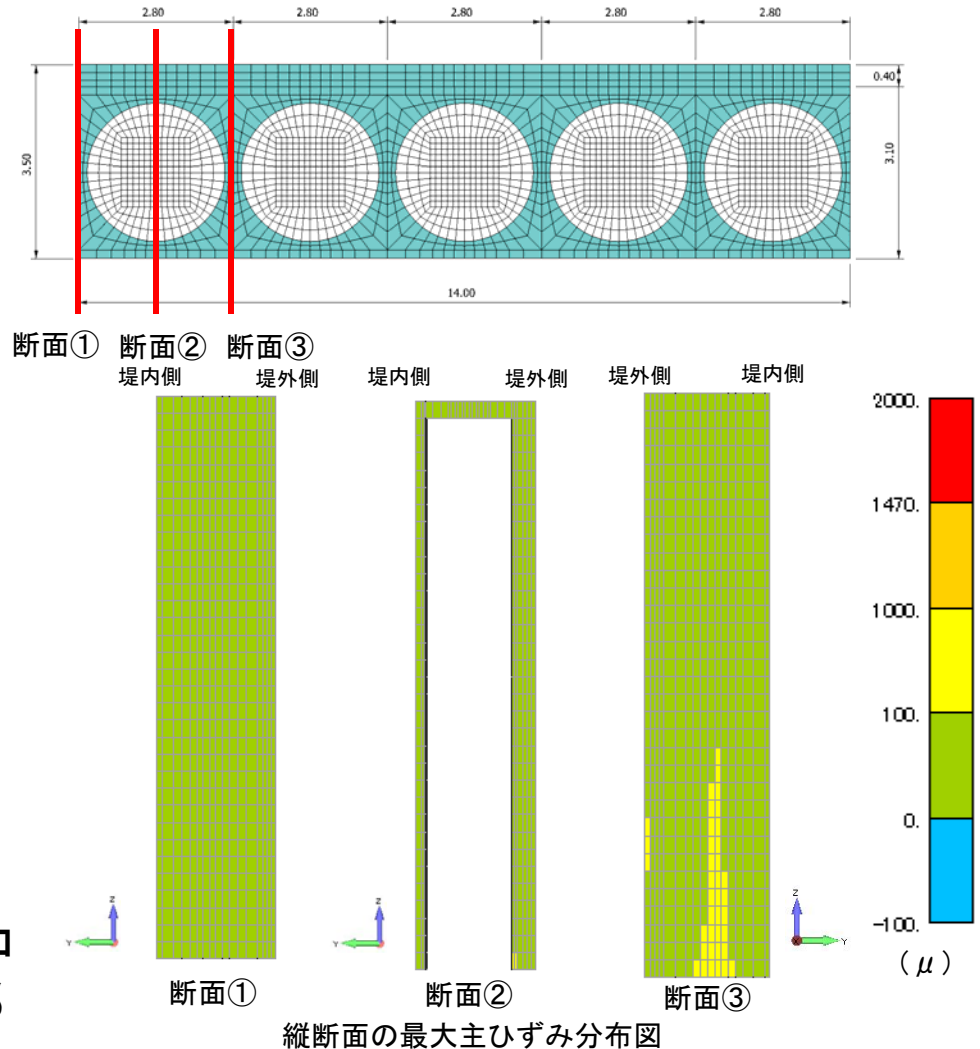 2.80 2.80 2.80 2.80 2.80
0.40
3.50
3.10
14.00
断面① 断面② 断面③
堤内側 堤外側 堤内側 堤外側 堤外側 堤内側
2000.
1470.
1000.
100.
0.
-100.
(μ)
Z Y Z Y Z X Y
断面① 断面② 断面③
縦断面の最大主ひずみ分布図